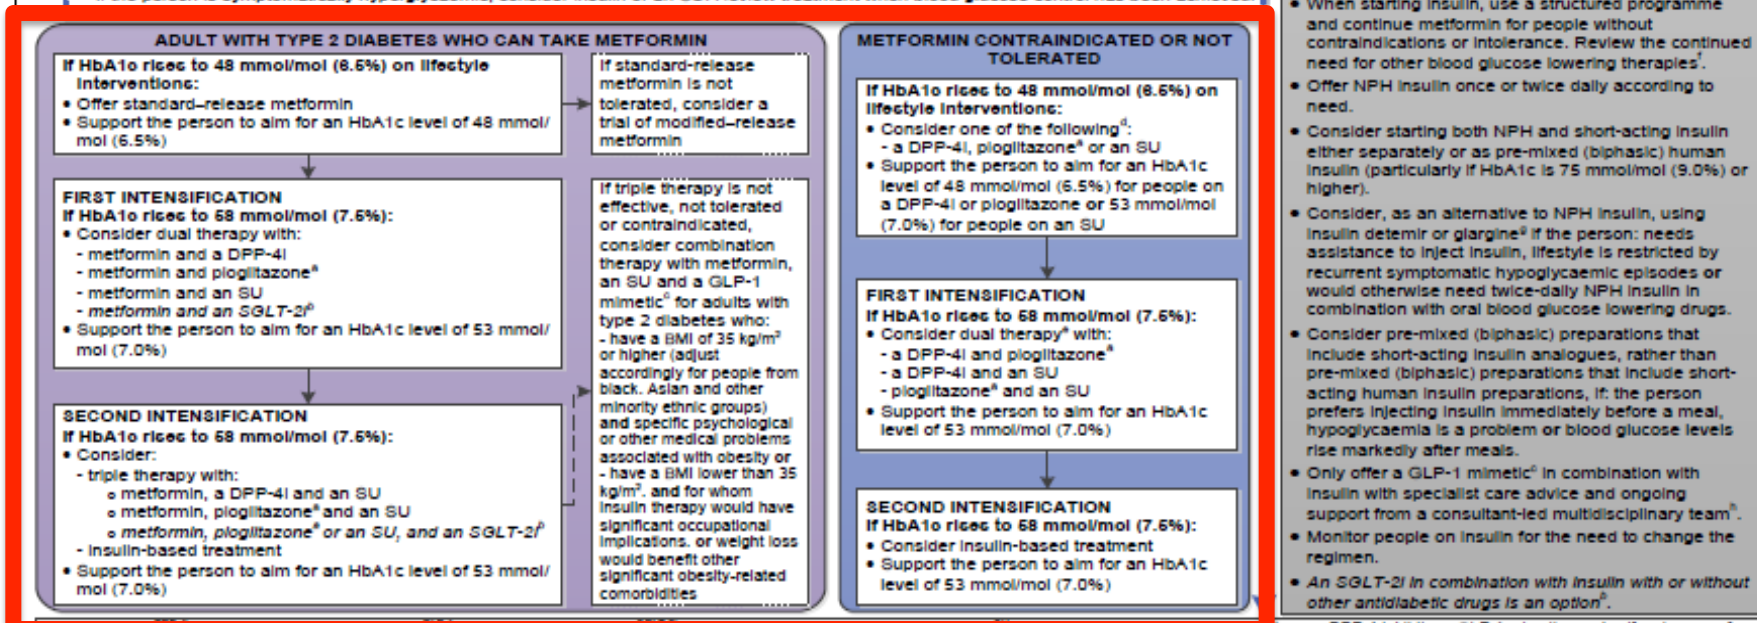 ADULT WITH TYPE 2 DIABETES WHO CAN TAKE METFORMIN
If HbA1c rises to 48 mmol/mol (6.5%) on lifestyle
interventions:
• Offer standard–release metformin
• Support the person to aim for an HbA1c level of 48 mmol/
mol (6.5%)
If standard-release
metformin is not
tolerated, consider a
trial of modified–release
metformin
FIRST INTENSIFICATION
If HbA1c rises to 58 mmol/mol (7.5%):
• Consider dual therapy with:
- metformin and a DPP-4i
- metformin and pioglitazoneᵃ
- metformin and an SU
- metformin and an SGLT-2iᵇ
• Support the person to aim for an HbA1c level of 53 mmol/
mol (7.0%)
SECOND INTENSIFICATION
If HbA1c rises to 58 mmol/mol (7.5%):
• Consider:
- triple therapy with:
o metformin, a DPP-4i and an SU
o metformin, pioglitazoneᵃ and an SU
o metformin, pioglitazoneᵃ or an SU, and an SGLT-2iᵇ
- insulin-based treatment
• Support the person to aim for an HbA1c level of 53 mmol/
mol (7.0%)
If triple therapy is not
effective, not tolerated
or contraindicated,
consider combination
therapy with metformin,
an SU and a GLP-1
mimeticᶜ for adults with
type 2 diabetes who:
- have a BMI of 35 kg/m²
or higher (adjust
accordingly for people from
black, Asian and other
minority ethnic groups)
and specific psychological
or other medical problems
associated with obesity or
- have a BMI lower than 35
kg/m², and for whom
insulin therapy would have
significant occupational
implications, or weight loss
would benefit other
significant obesity-related
comorbidities
METFORMIN CONTRAINDICATED OR NOT
TOLERATED
If HbA1c rises to 48 mmol/mol (6.5%) on
lifestyle interventions:
• Consider one of the followingᵈ:
- a DPP-4i, pioglitazoneᵃ or an SU
• Support the person to aim for an HbA1c
level of 48 mmol/mol (6.5%) for people on
a DPP-4i or pioglitazone or 53 mmol/mol
(7.0%) for people on an SU
FIRST INTENSIFICATION
If HbA1c rises to 58 mmol/mol (7.5%):
• Consider dual therapyᵉ with:
- a DPP-4i and pioglitazoneᵃ
- a DPP-4i and an SU
- pioglitazoneᵃ and an SU
• Support the person to aim for an HbA1c
level of 53 mmol/mol (7.0%)
SECOND INTENSIFICATION
If HbA1c rises to 58 mmol/mol (7.5%):
• Consider insulin-based treatment
• Support the person to aim for an HbA1c
level of 53 mmol/mol (7.0%)
• When starting insulin, use a structured programme
and continue metformin for people without
contraindications or intolerance. Review the continued
need for other blood glucose lowering therapiesᶠ.
• Offer NPH insulin once or twice daily according to
need.
• Consider starting both NPH and short-acting insulin
either separately or as pre-mixed (biphasic) human
insulin (particularly if HbA1c is 75 mmol/mol (9.0%) or
higher).
• Consider, as an alternative to NPH insulin, using
insulin detemir or glargineᵍ if the person: needs
assistance to inject insulin, lifestyle is restricted by
recurrent symptomatic hypoglycaemic episodes or
would otherwise need twice-daily NPH insulin in
combination with oral blood glucose lowering drugs.
• Consider pre-mixed (biphasic) preparations that
include short-acting insulin analogues, rather than
pre-mixed (biphasic) preparations that include short-
acting human insulin preparations, if: the person
prefers injecting insulin immediately before a meal,
hypoglycaemia is a problem or blood glucose levels
rise markedly after meals.
• Only offer a GLP-1 mimeticᶜ in combination with
insulin with specialist care advice and ongoing
support from a consultant-led multidisciplinary teamʰ.
• Monitor people on insulin for the need to change the
regimen.
• An SGLT-2i in combination with insulin with or without
other antidiabetic drugs is an optionᵇ.